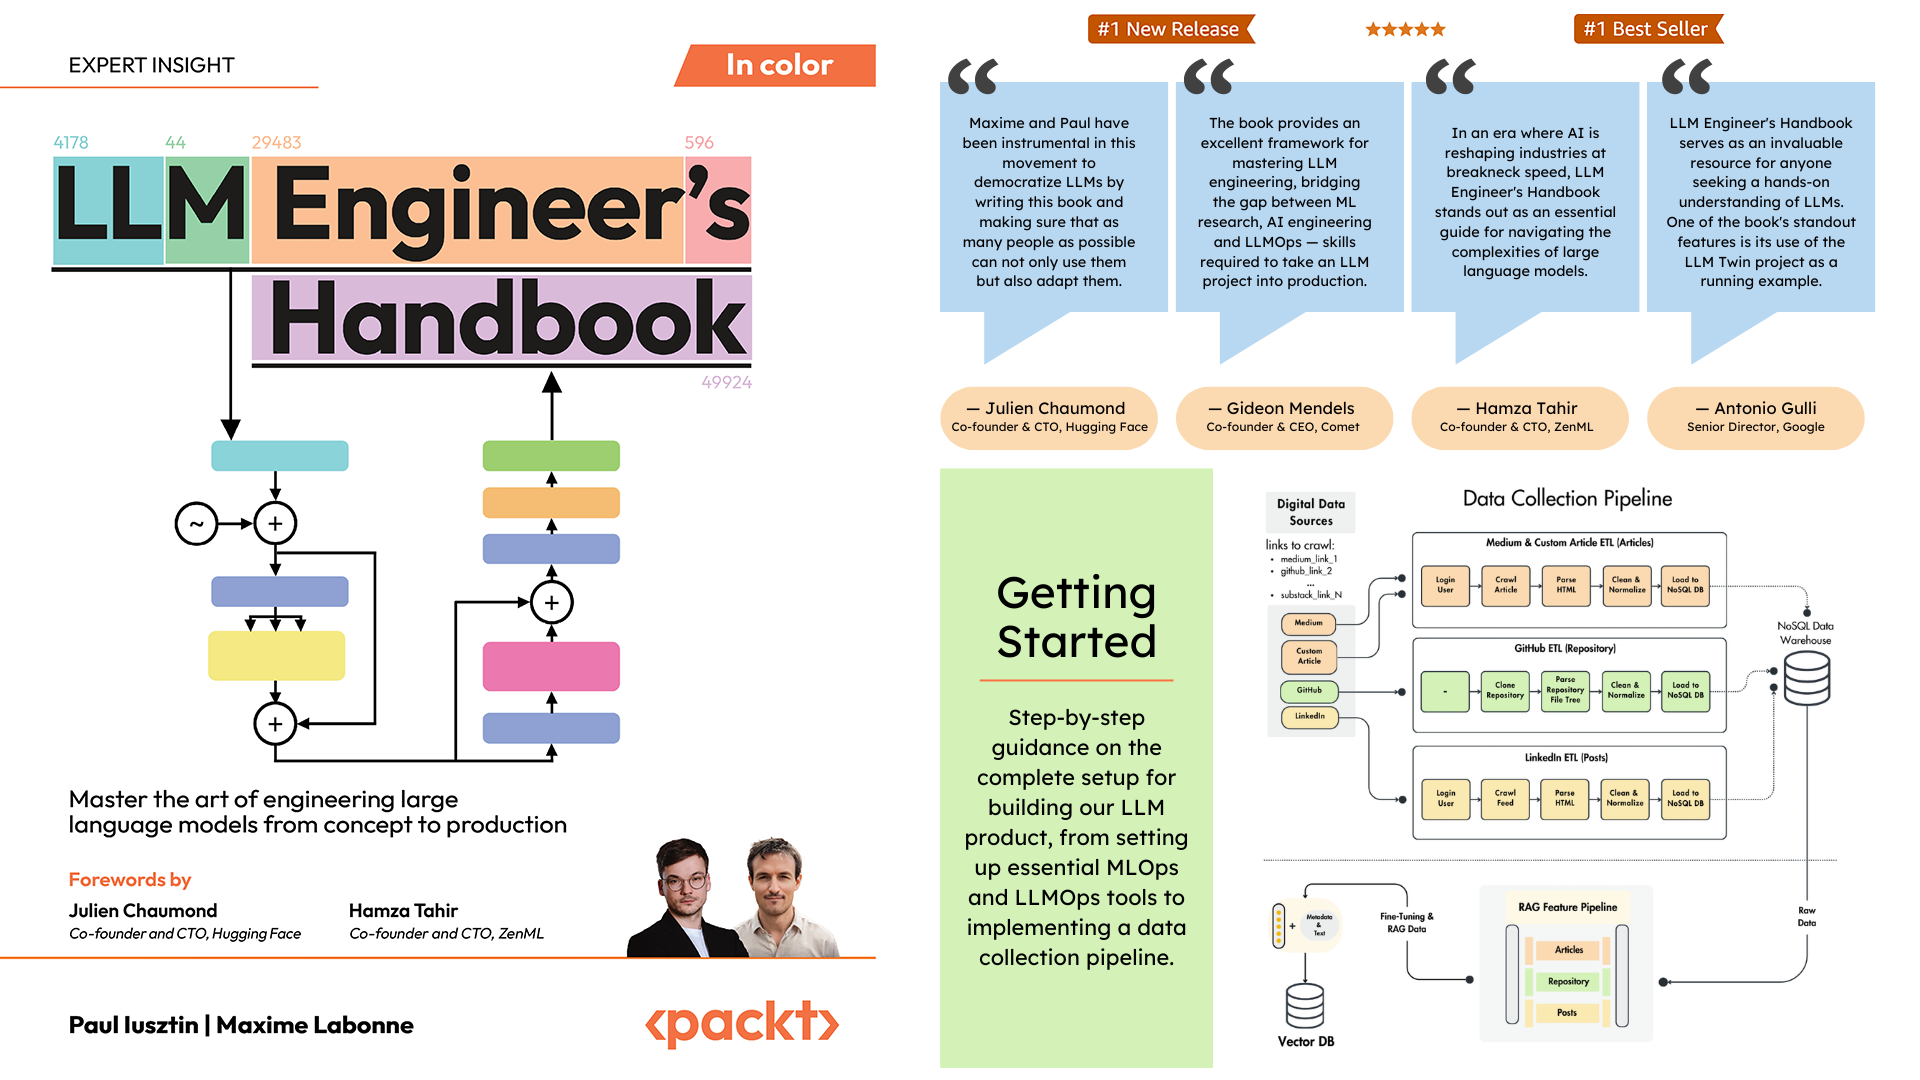 EXPERT INSIGHT
In color
4178
44
29483
596
LLM Engineer's
Handbook
49924
~
+
+
+
Master the art of engineering large
language models from concept to production
Forewords by
Julien Chaumond
Co-founder and CTO, Hugging Face
Hamza Tahir
Co-founder and CTO, ZenML
Paul Iusztin | Maxime Labonne
<packt>
#1 New Release
#1 Best Seller
“
Maxime and Paul have
been instrumental in this
movement to
democratize LLMs by
writing this book and
making sure that as
many people as possible
can not only use them
but also adapt them.
— Julien Chaumond
Co-founder & CTO, Hugging Face
“
The book provides an
excellent framework for
mastering LLM
engineering, bridging
the gap between ML
research, AI engineering
and LLMOps — skills
required to take an LLM
project into production.
— Gideon Mendels
Co-founder & CEO, Comet
“
In an era where AI is
reshaping industries at
breakneck speed, LLM
Engineer's Handbook
stands out as an essential
guide for navigating the
complexities of large
language models.
— Hamza Tahir
Co-founder & CTO, ZenML
“
LLM Engineer's Handbook
serves as an invaluable
resource for anyone
seeking a hands-on
understanding of LLMs.
One of the book's standout
features is its use of the
LLM Twin project as a
running example.
— Antonio Gulli
Senior Director, Google
Getting
Started
Step-by-step
guidance on the
complete setup for
building our LLM
product, from setting
up essential MLOps
and LLMOps tools to
implementing a data
collection pipeline.
Data Collection Pipeline
Digital Data
Sources
links to crawl:
• medium_link_1
• github_link_2
...
• substack_link_N
Medium
Custom
Article
GitHub
LinkedIn
Medium & Custom Article ETL (Articles)
Login
User
Crawl
Article
Parse
HTML
Clean &
Normalize
Load to
NoSQL DB
GitHub ETL (Repository)
-
Clone
Repository
Parse
Repository
File Tree
Clean &
Normalize
Load to
NoSQL DB
LinkedIn ETL (Posts)
Login
User
Crawl
Feed
Parse
HTML
Clean &
Normalize
Load to
NoSQL DB
NoSQL Data
Warehouse
Raw
Data
RAG Feature Pipeline
Articles
Repository
Posts
Fine-Tuning &
RAG Data
+
Metadata
&
Text
Vector DB